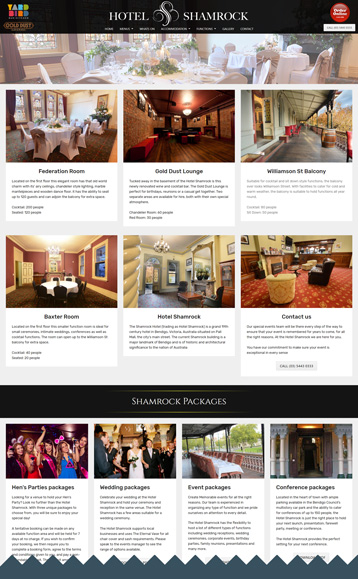 YARD
BIRD
HOTEL SHAMROCK
GOLD DUST
Order
Online
CALL (03) 5443 0333
HOME MENUS WHATS ON ACCOMMODATION FUNCTIONS GALLERY CONTACT
Federation Room
Located on the first floor this elegant room has that old world
charm with its' airy ceilings, chandelier style lighting, marble
mantelpieces and wooden dance floor. It has the ability to seat
up to 120 guests and can adjust the balcony for extra space.
Cocktail: 200 people
Seated: 120 people
Gold Dust Lounge
Tucked away in the basement of the Hotel Shamrock is this
newly renovated wine and cocktail bar. The Gold Dust Lounge is
perfect for birthdays, reunions or a causal get together. Two
separate areas are available for hire, both with their own special
atmosphere.
Chandelier Room: 60 people
Red Room: 35 people
Williamson St Balcony
Suitable for cocktail and sit down style functions, the balcony
over looks Williamson Street. With facilities to cater for cold and
warm weather, the balcony is suitable to hold functions all year
round.
Cocktail: 80 people
Baxter Room
Located on the first floor this smaller function room is ideal for
small ceremonies, intimate weddings, conferences as well as
cocktail functions. The room can open up to the Williamson St
balcony for extra space.
Cocktail: 40 people
Seated: 20 people
Hotel Shamrock
The Shamrock Hotel (trading as Hotel Shamrock) is a grand 19th
century hotel in Bendigo, Victoria, Australia situated on Pall
Mall, the city's main street. The current Shamrock building is a
major landmark of Bendigo and is of historic and architectural
significance to the nation of Australia.
Contact us
Our special events team will be there every step of the way to
ensure that your event is remembered for years to come, for all
the right reasons. At the Hotel Shamrock we are here for you.
You have our commitment to make sure your event is
exceptional in every sense
CALL (03) 5443 0333
SHAMROCK PACKAGES
Hen's Parties packages
Looking for a venue to hold your Hen's
Party? Look no further than the Hotel
Shamrock. With three unique packages to
choose from, you will be sure to enjoy your
special day!
A tentative booking can be made on any
available function area and will be held for 7
days at no charge. If you wish to confirm
your booking, we then require you to
complete a booking form, agree to the terms
Wedding packages
Celebrate your wedding at the Hotel
Shamrock and hold your ceremony and
reception in the same venue. The Hotel
Shamrock has a few areas suitable for a
wedding ceremony.
The Hotel Shamrock supports local
businesses and uses The Eternal Veve for all
chair cover and sash requirements. Please
speak to the events manager to see the
range of options available.
Event packages
Create Memorable events for all the right
reasons. Our team is experienced in
organising any type of function and we pride
ourselves on attention to every detail.
The Hotel Shamrock has the flexibility to
host a lot of different types of functions
including wedding receptions, wedding
ceremonies, corporate events, birthday
parties, family reunions, presentations and
many more.
Conference packages
Located in the heart of town with ample
parking available in the Bendigo Council's
thousand space car park and the ability to
cater for conferences of up to 150 people, the
Hotel Shamrock is just the right place to hold
your next launch, presentation, farewell
party, meeting or conference.
The Hotel Shamrock provides the perfect
setting for your next conference.